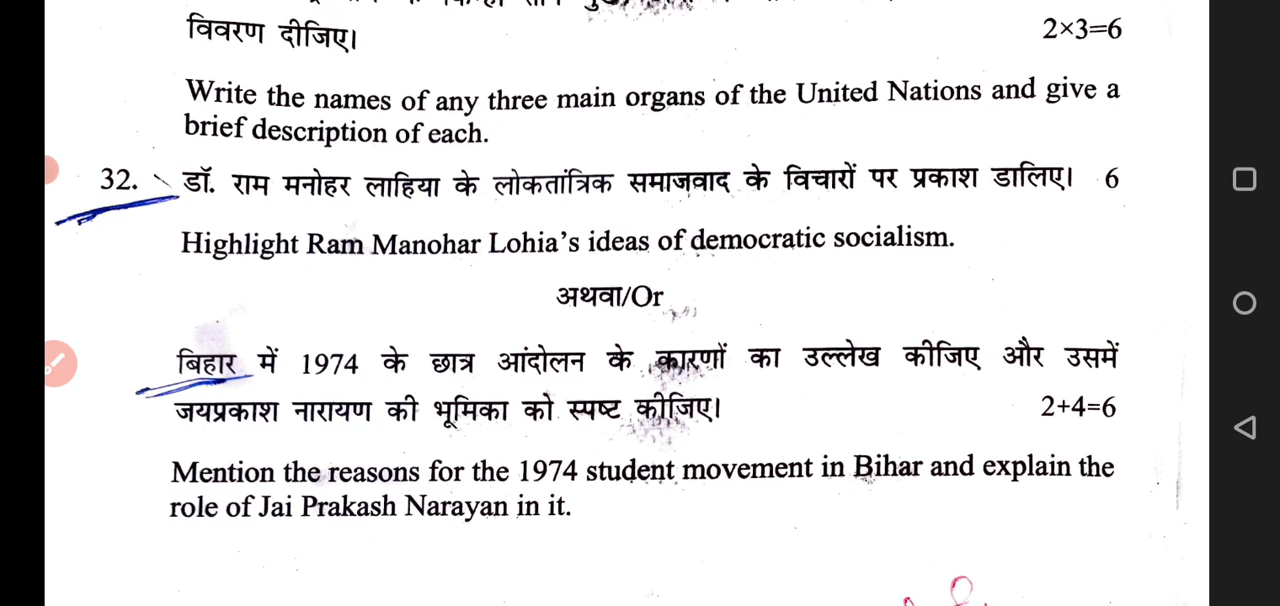 विवरण दीजिए।
2×3=6
Write the names of any three main organs of the United Nations and give a
brief description of each.
32. डॉ. राम मनोहर लाहिया के लोकतांत्रिक समाजवाद के विचारों पर प्रकाश डालिए। 6
Highlight Ram Manohar Lohia's ideas of democratic socialism.
अथवा/Or
बिहार में 1974 के छात्र आंदोलन के कारणों का उल्लेख कीजिए और उसमें
जयप्रकाश नारायण की भूमिका को स्पष्ट कीजिए।
2+4=6
Mention the reasons for the 1974 student movement in Bihar and explain the
role of Jai Prakash Narayan in it.